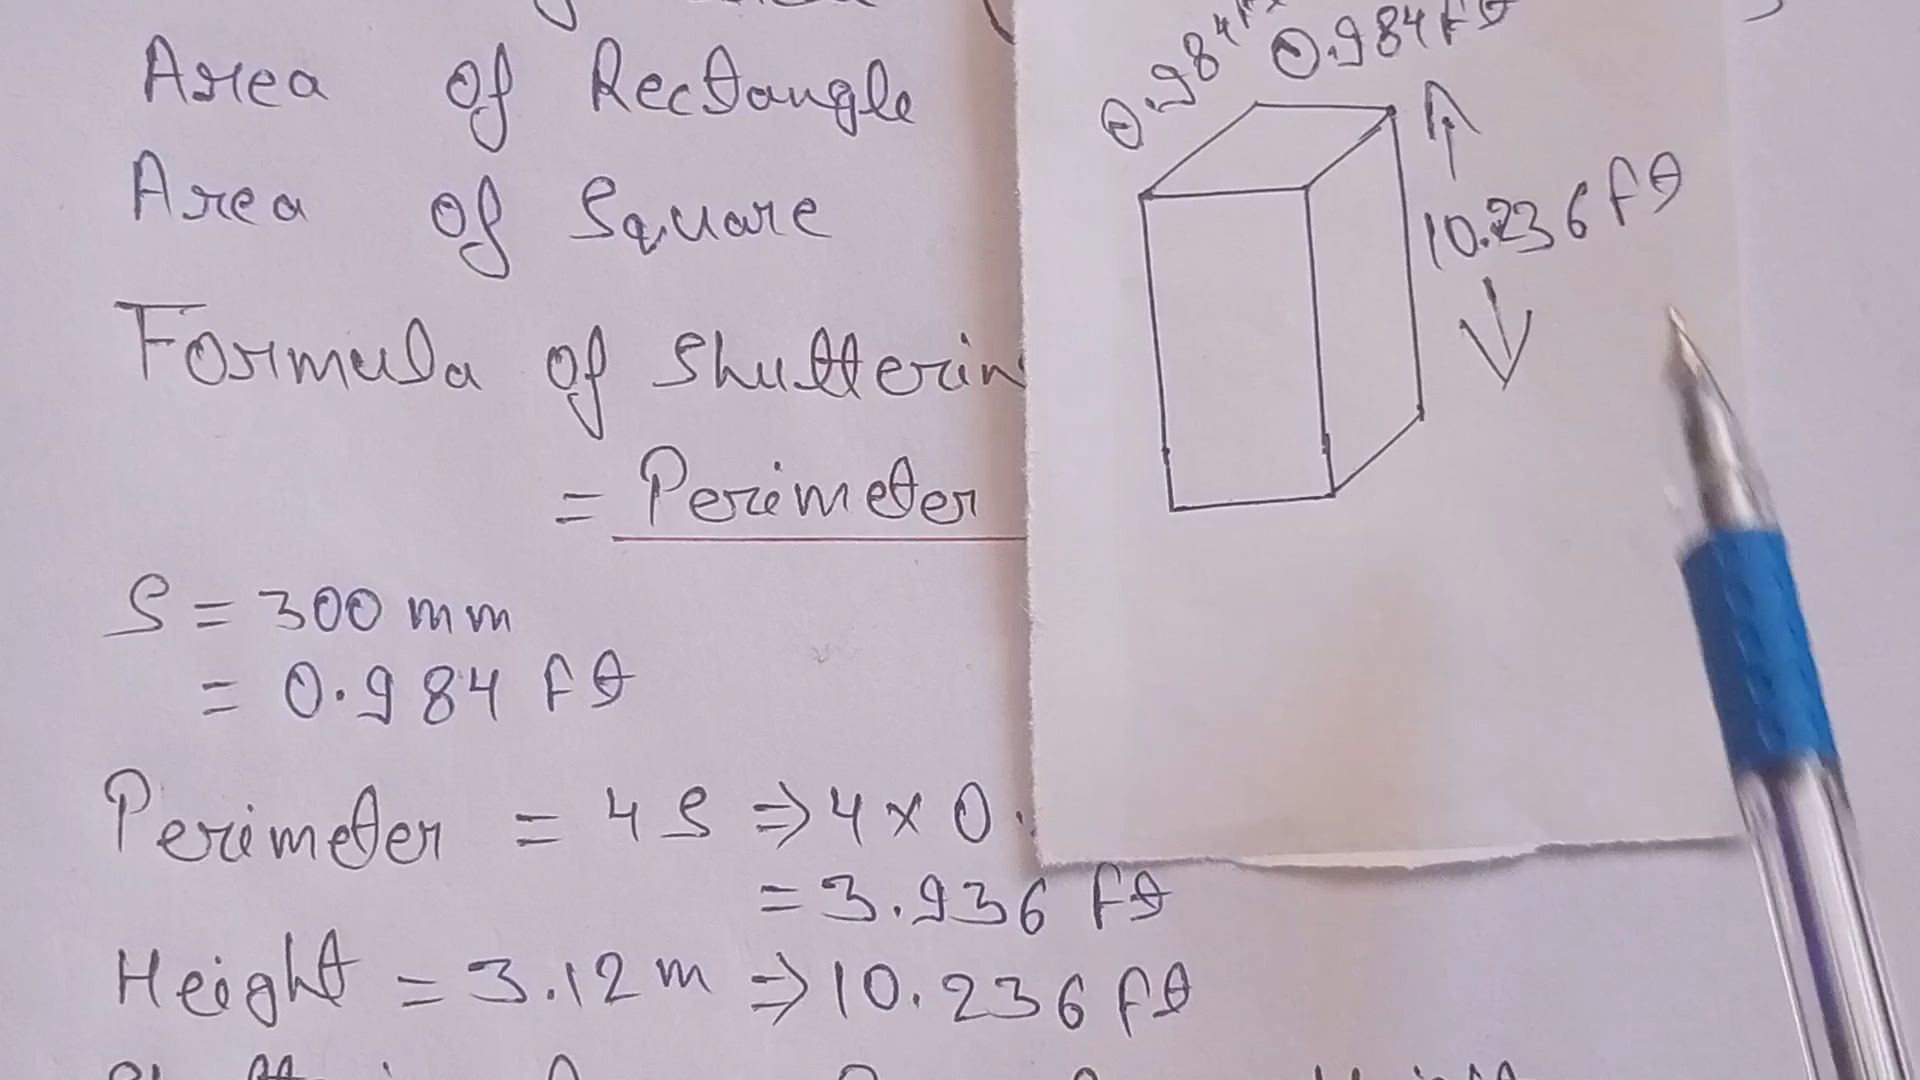 Area of Rectangle
Area of Square
Formula of Shutterin
= Perimeter
S = 300 mm
= 0.984 ft
Perimeter = 4 S ⇒ 4 × 0.
= 3.936 ft
Height = 3.12 m ⇒ 10.236 ft
0.984 ft
0.984 ft
10.236 ft